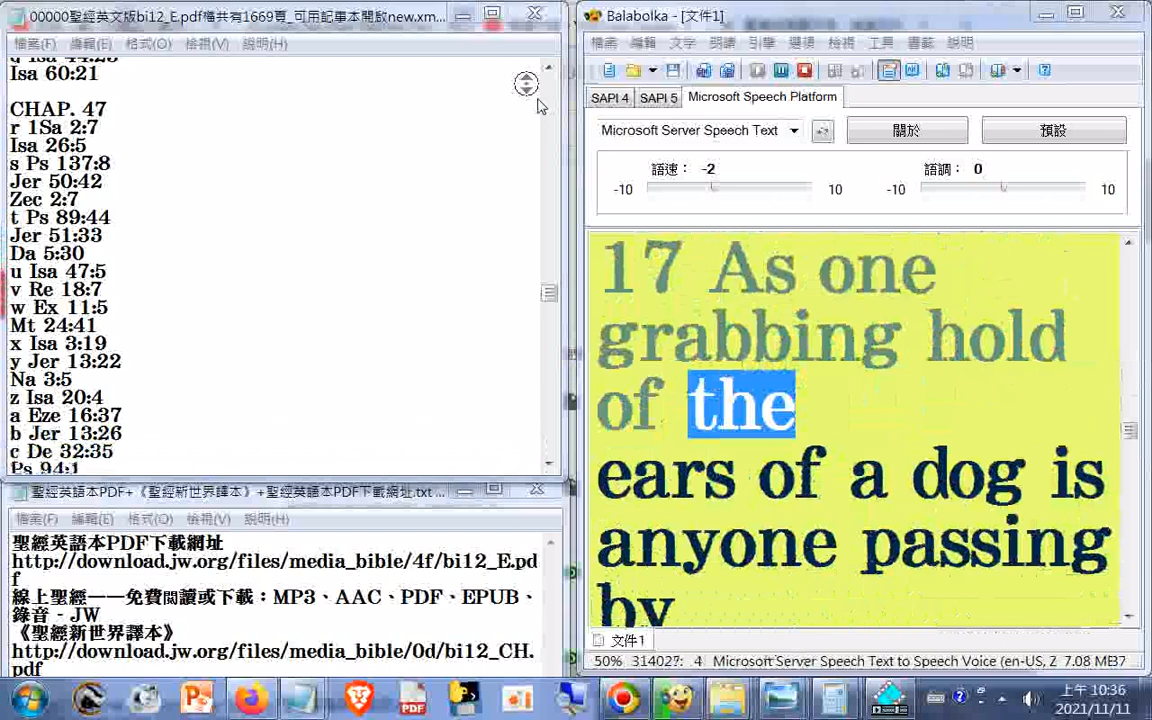 00000聖經英文版bi12_E.pdf檔共有1669頁_可用記事本開啟new.xm...
檔案(F) 編輯(E) 格式(O) 檢視(V) 說明(H)
Isa 60:21
CHAP. 47
r 1Sa 2:7
Isa 26:5
s Ps 137:8
Jer 50:42
Zec 2:7
t Ps 89:44
Jer 51:33
Da 5:30
u Isa 47:5
v Re 18:7
w Ex 11:5
Mt 24:41
x Isa 3:19
y Jer 13:22
Na 3:5
z Isa 20:4
a Eze 16:37
b Jer 13:26
c De 32:35
Ps 94:1
聖經英語本PDF+《聖經新世界譯本》+聖經英語本PDF下載網址.txt ...
檔案(F) 編輯(E) 格式(O) 檢視(V) 說明(H)
聖經英語本PDF下載網址
http://download.jw.org/files/media_bible/4f/bi12_E.pd
f
線上聖經──免費閱讀或下載：MP3、AAC、PDF、EPUB、
錄音 - JW
《聖經新世界譯本》
http://download.jw.org/files/media_bible/0d/bi12_CH.
pdf
Balabolka - [文件1]
檔案 編輯 文字 朗讀 引擎 選項 檢視 工具 書籤 說明
SAPI 4 SAPI 5 Microsoft Speech Platform
Microsoft Server Speech Text 關於 預設
語速： -2 語調： 0
-10 10 -10 10
17 As one
grabbing hold
of the
ears of a dog is
anyone passing
by
文件1
50% 31402?: .4 Microsoft Server Speech Text to Speech Voice (en-US, Z 7.08 MB37
上午 10:36
2021/11/11